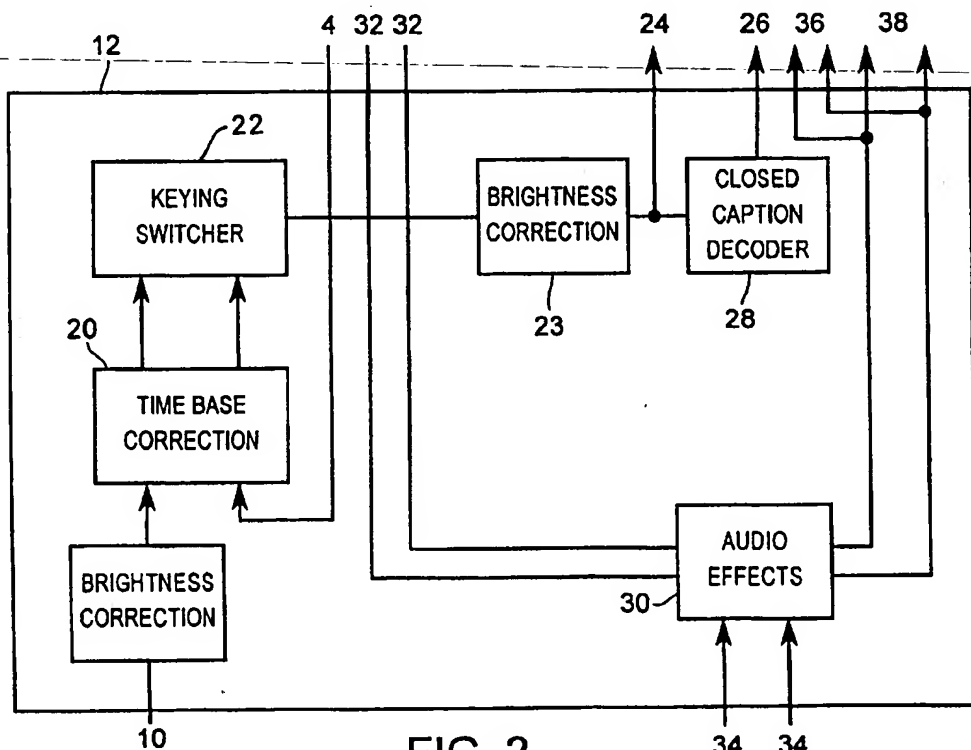 4 32 32 24 26 36 38
12
22
KEYING
SWITCHER
BRIGHTNESS
CORRECTION
CLOSED
CAPTION
DECODER
23
28
20
TIME BASE
CORRECTION
BRIGHTNESS
CORRECTION
AUDIO
EFFECTS
30
10
34 34